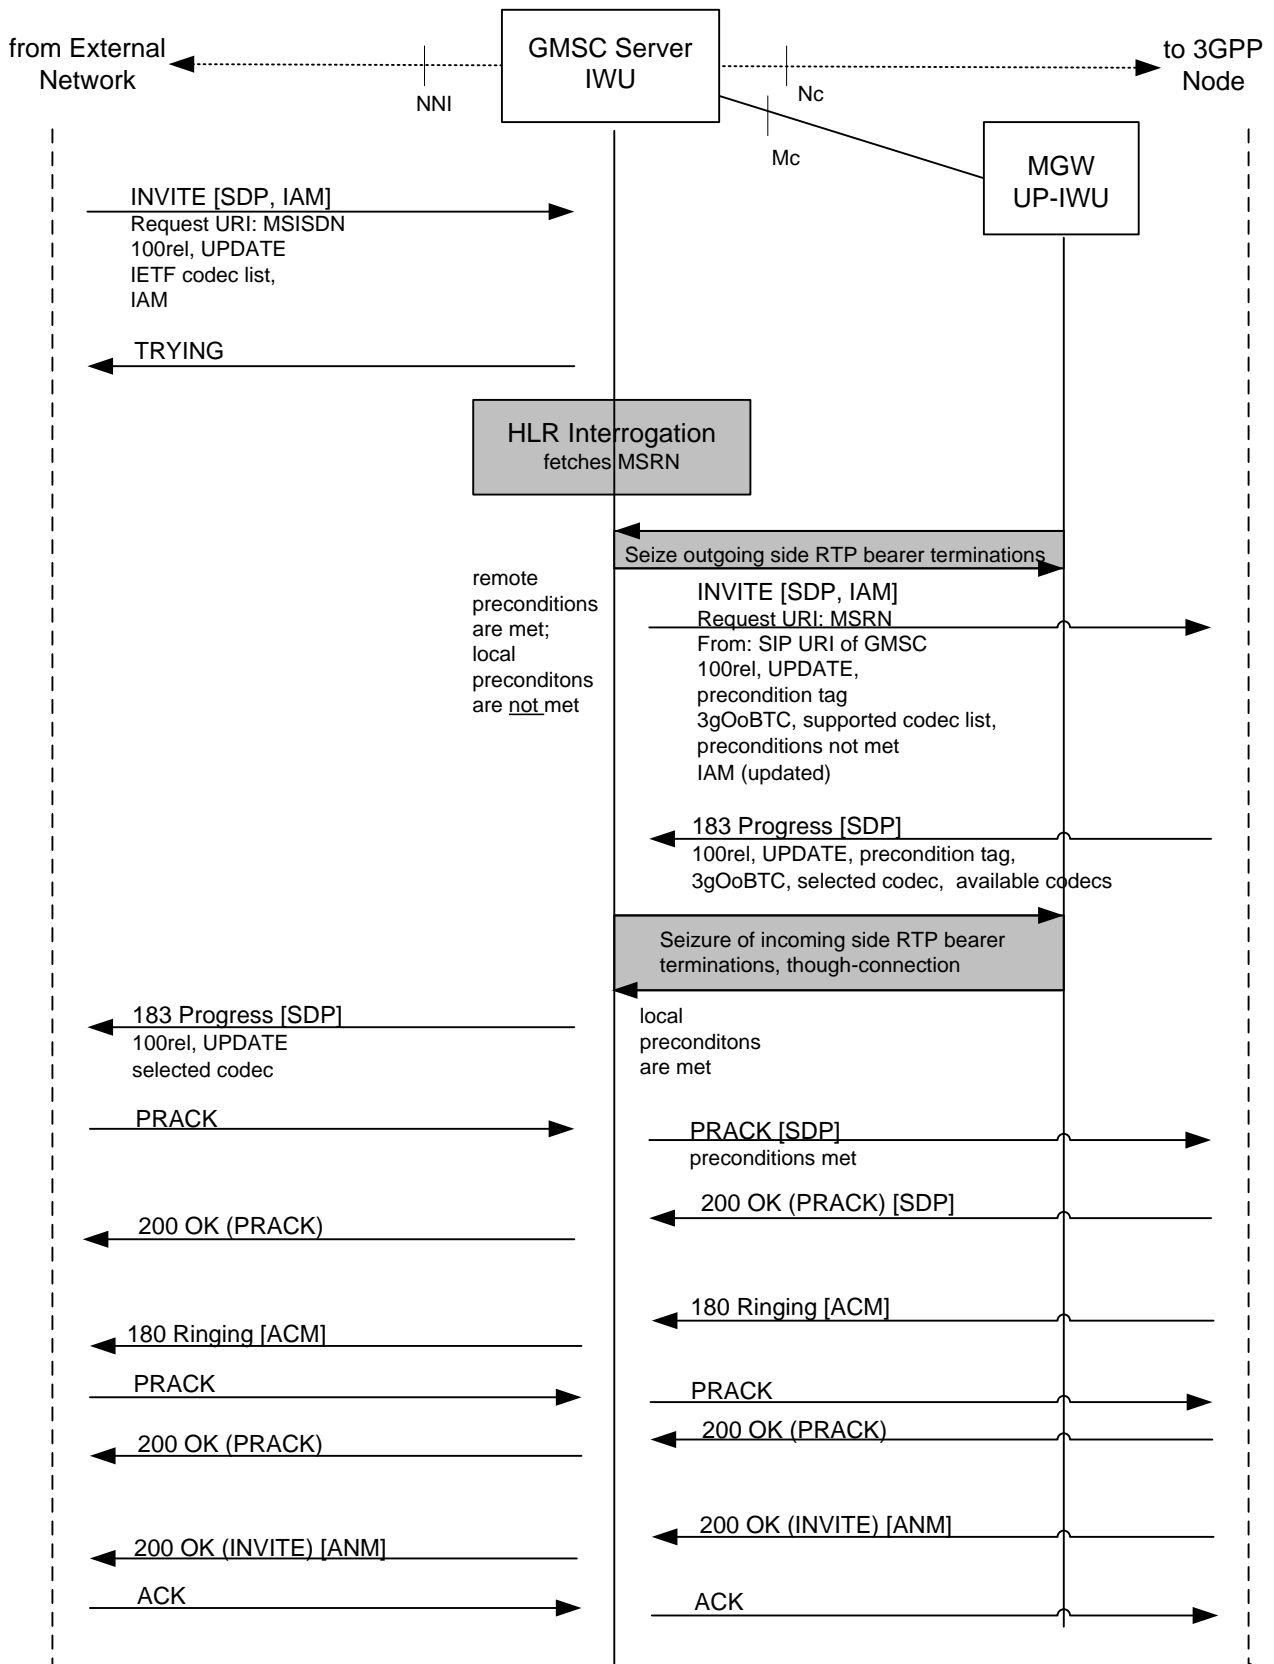 from External
Network
GMSC Server
IWU
to 3GPP
Node
NNI
Nc
Mc
MGW
UP-IWU
INVITE [SDP, IAM]
Request URI: MSISDN
100rel, UPDATE
IETF codec list,
IAM
TRYING
HLR Interrogation
fetches MSRN
Seize outgoing side RTP bearer terminations
remote
preconditions
are met;
local
preconditons
are not met
INVITE [SDP, IAM]
Request URI: MSRN
From: SIP URI of GMSC
100rel, UPDATE,
precondition tag
3gOoBTC, supported codec list,
preconditions not met
IAM (updated)
183 Progress [SDP]
100rel, UPDATE, precondition tag,
3gOoBTC, selected codec, available codecs
Seizure of incoming side RTP bearer
terminations, though-connection
183 Progress [SDP]
100rel, UPDATE
selected codec
local
preconditons
are met
PRACK
PRACK [SDP]
preconditions met
200 OK (PRACK) [SDP]
200 OK (PRACK)
180 Ringing [ACM]
180 Ringing [ACM]
PRACK
PRACK
200 OK (PRACK)
200 OK (PRACK)
200 OK (INVITE) [ANM]
200 OK (INVITE) [ANM]
ACK
ACK